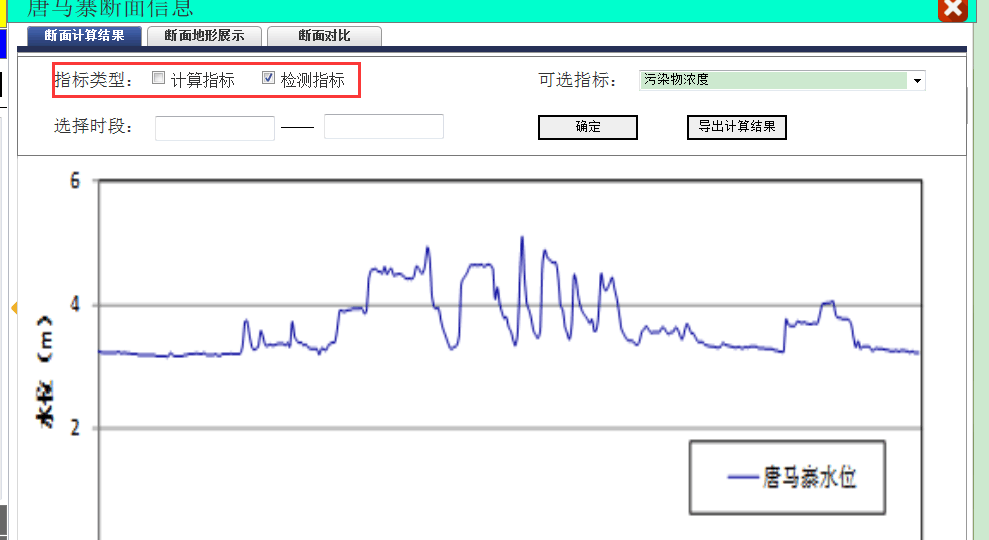 唐马寨断面信息
断面计算结果 断面地形展示 断面对比
指标类型： 计算指标 检测指标 可选指标： 污染物浓度
选择时段： 确定 导出计算结果
6
4
2
水位（m）
唐马寨水位